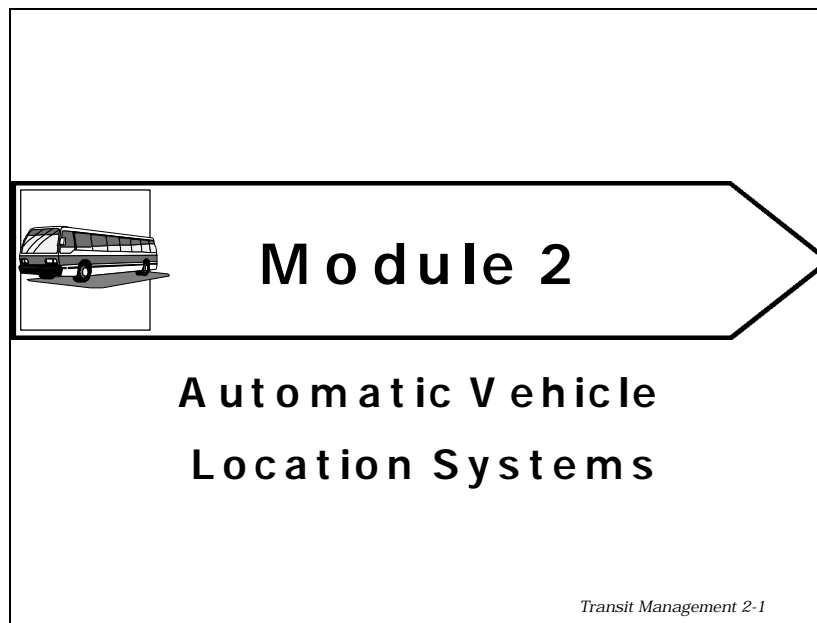 Module 2
Automatic Vehicle
Location Systems
Transit Management 2-1